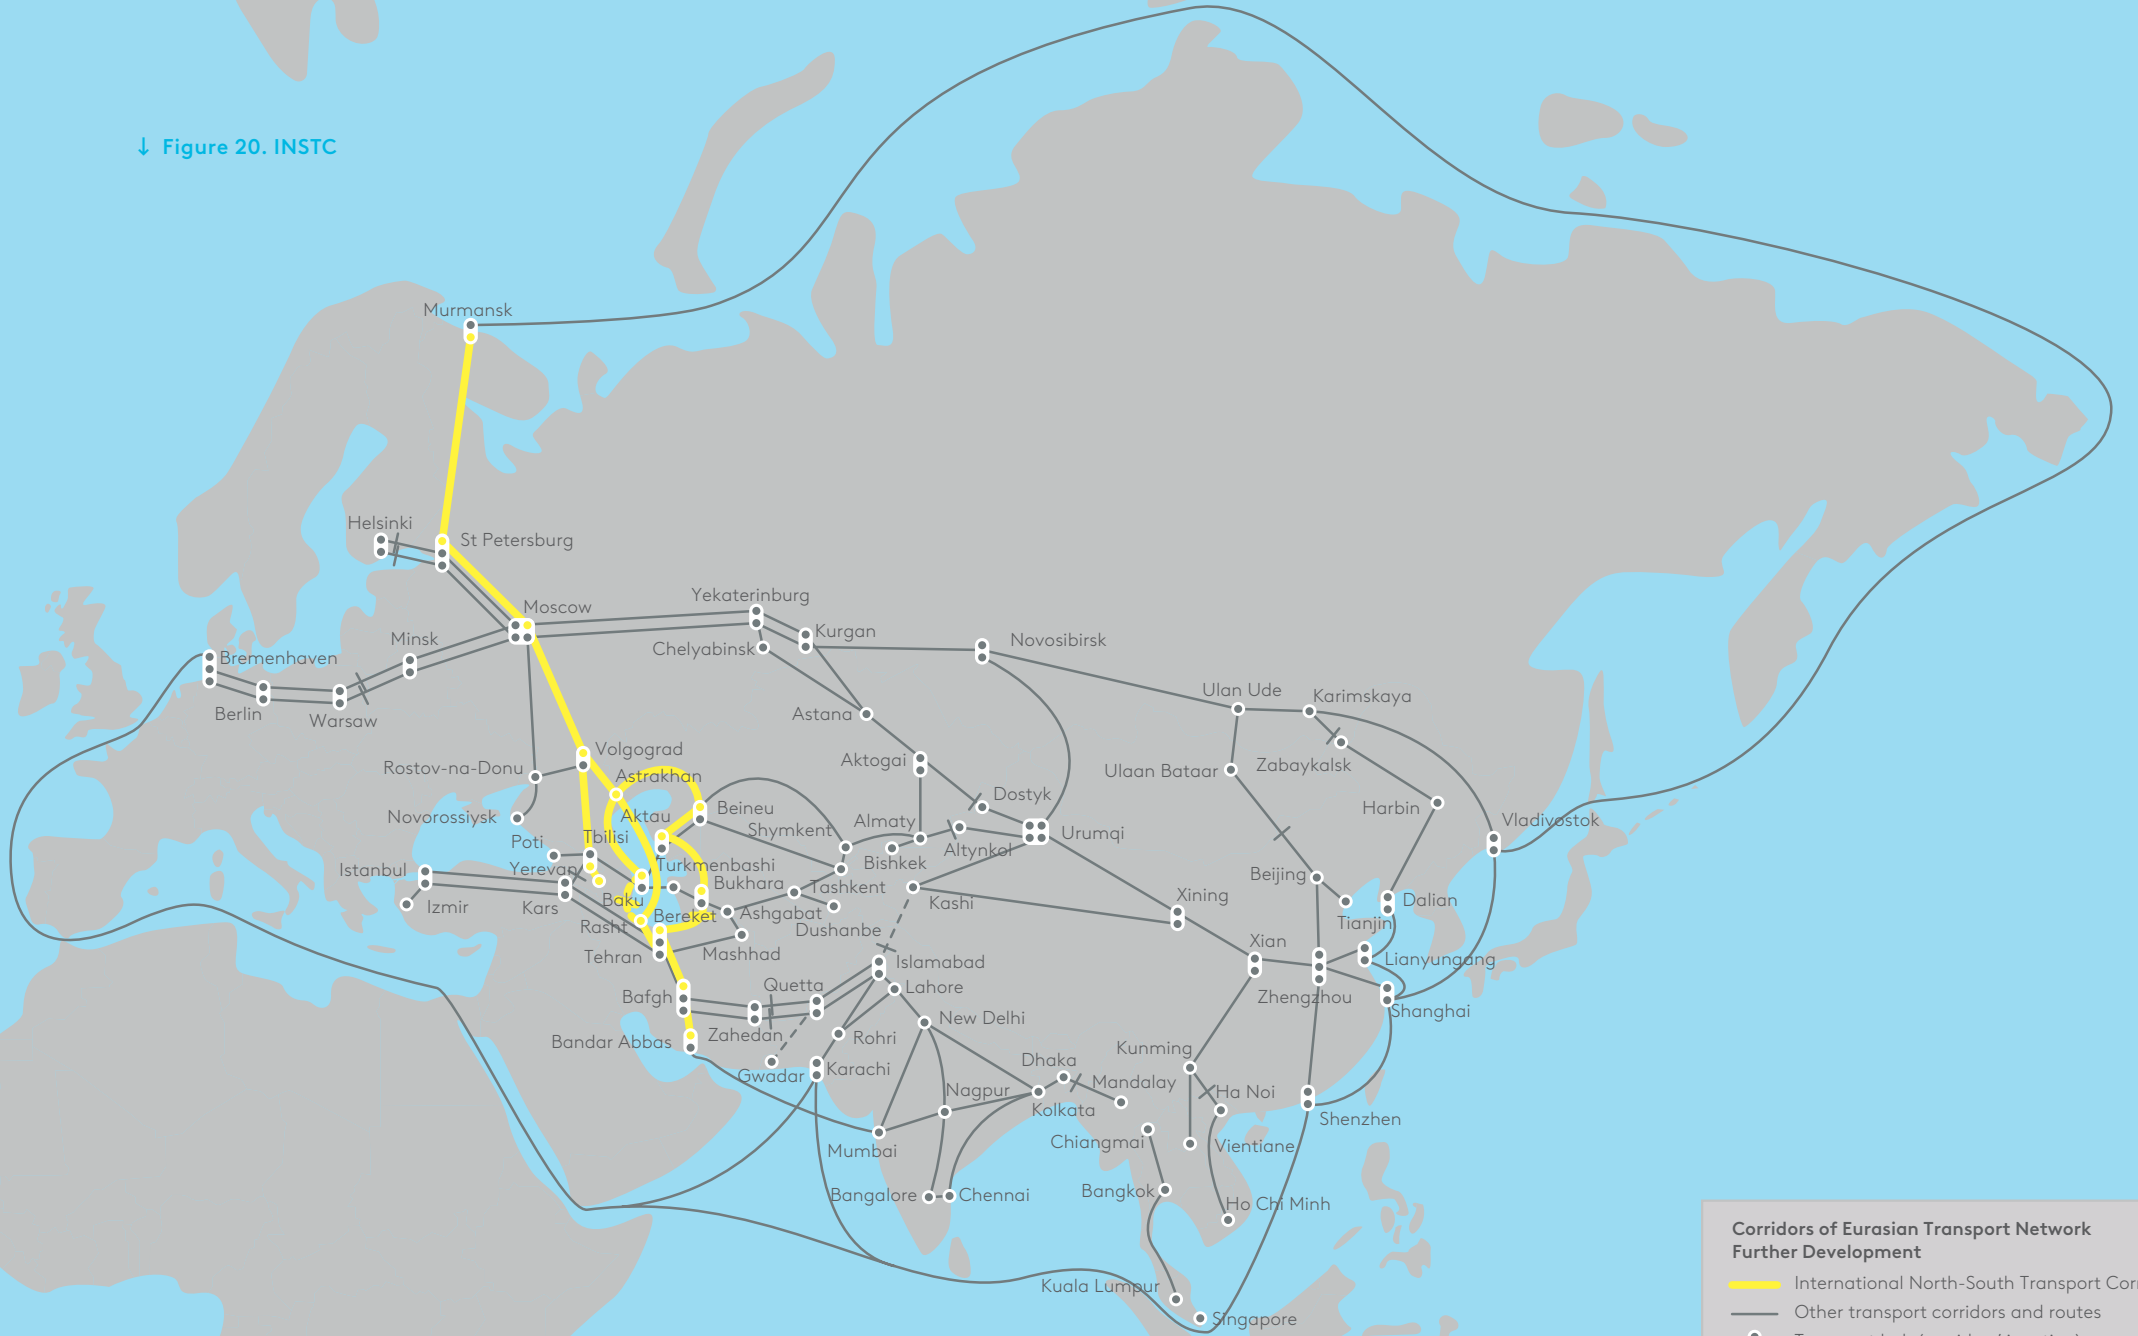 ↓ Figure 20. INSTC
Murmansk
Helsinki
St Petersburg
Yekaterinburg
Moscow
Kurgan
Minsk
Novosibirsk
Chelyabinsk
Bremenhaven
Ulan Ude
Karimskaya
Berlin
Warsaw
Astana
Volgograd
Aktogai
Rostov-na-Donu
Astrakhan
Ulaan Bataar
Zabaykalsk
Dostyk
Beineu
Harbin
Novorossiysk
Aktau
Almaty
Vladivostok
Shymkent
Urumqi
Poti
Tbilisi
Altynkol
Bishkek
Istanbul
Yerevan
Turkmenbashi
Beijing
Bukhara
Tashkent
Xining
Baku
Kashi
Dalian
Izmir
Kars
Bereket
Ashgabat
Tianjin
Rasht
Dushanbe
Xian
Tehran
Mashhad
Islamabad
Lianyungang
Quetta
Lahore
Bafgh
Zhengzhou
Shanghai
New Delhi
Zahedan
Rohri
Bandar Abbas
Kunming
Dhaka
Karachi
Gwadar
Mandalay
Nagpur
Ha Noi
Kolkata
Shenzhen
Chiangmai
Vientiane
Mumbai
Bangkok
Bangalore
Chennai
Ho Chi Minh
Kuala Lumpur
Singapore
Corridors of Eurasian Transport Network
Further Development
International North-South Transport
Other transport corridors and routes